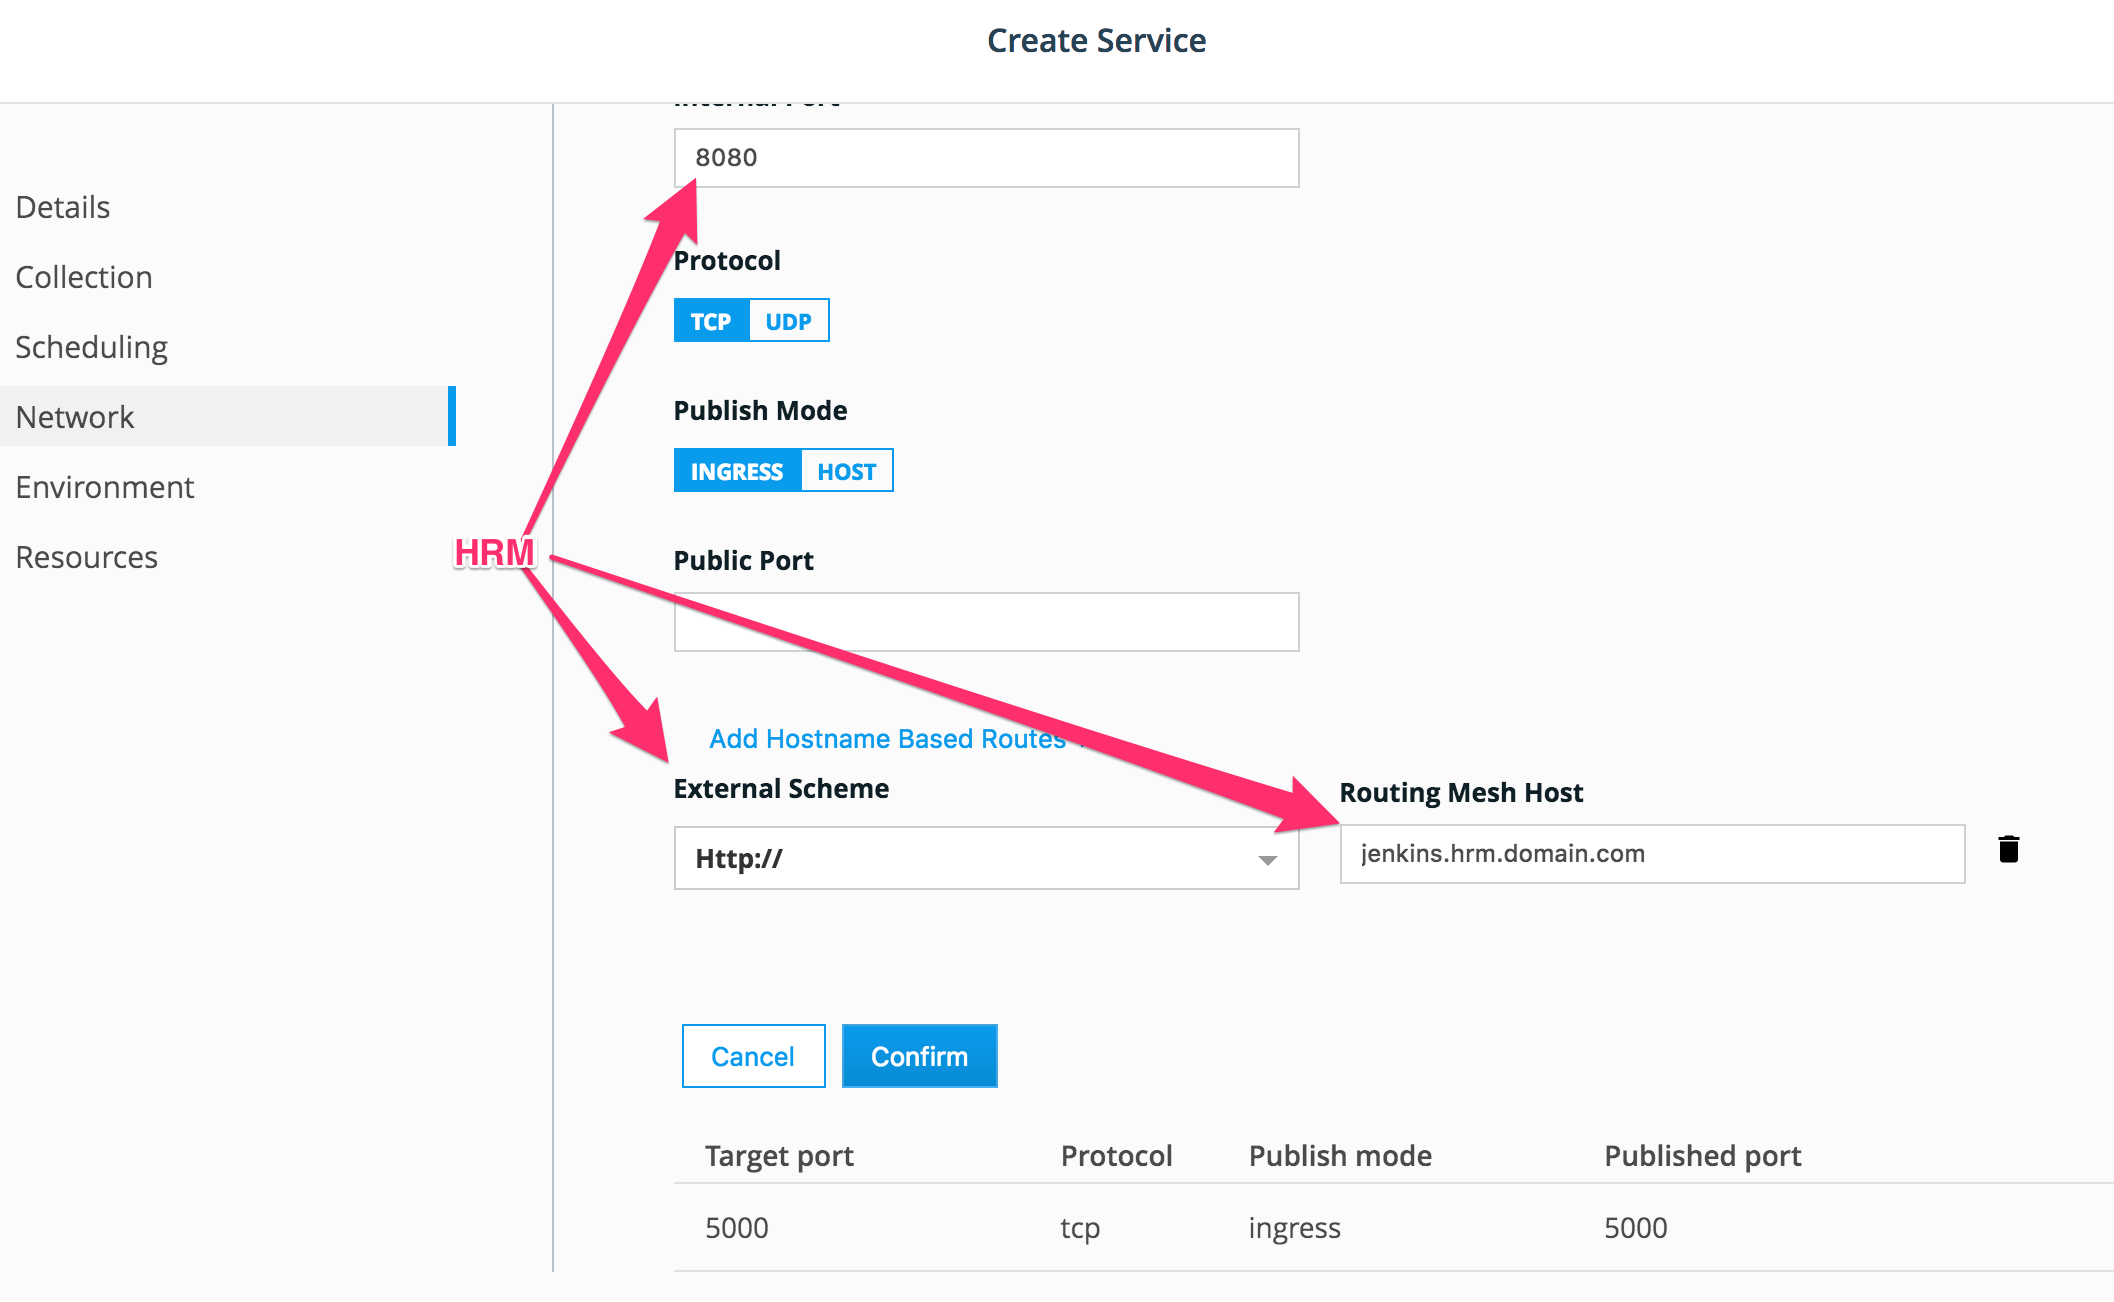 Create Service
Internal Port
8080
Details
Collection
Scheduling
Network
Environment
Resources
Protocol
TCP UDP
Publish Mode
INGRESS HOST
HRM
Public Port
Add Hostname Based Routes
External Scheme
Http://
Routing Mesh Host
jenkins.hrm.domain.com
Cancel Confirm
Target port Protocol Publish mode Published port
5000 tcp ingress 5000